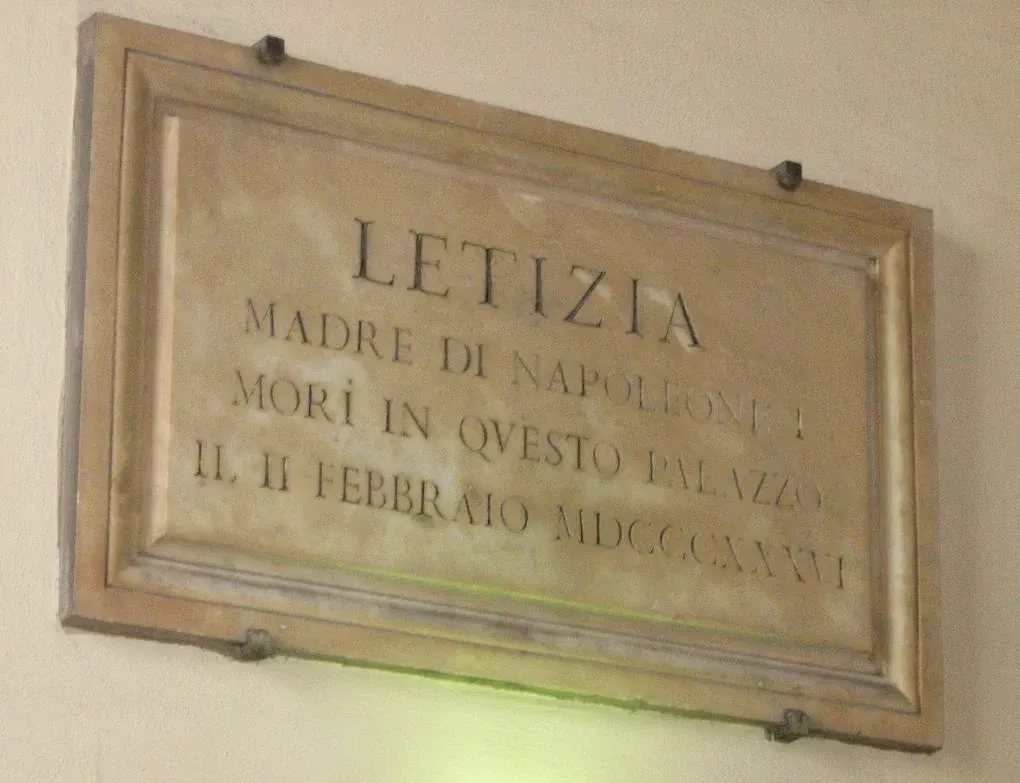 LETIZIA
MADRE DI NAPOLEONE I
MORÌ IN QVESTO PALAZZO
IL II FEBBRAIO MDCCCXXXVI